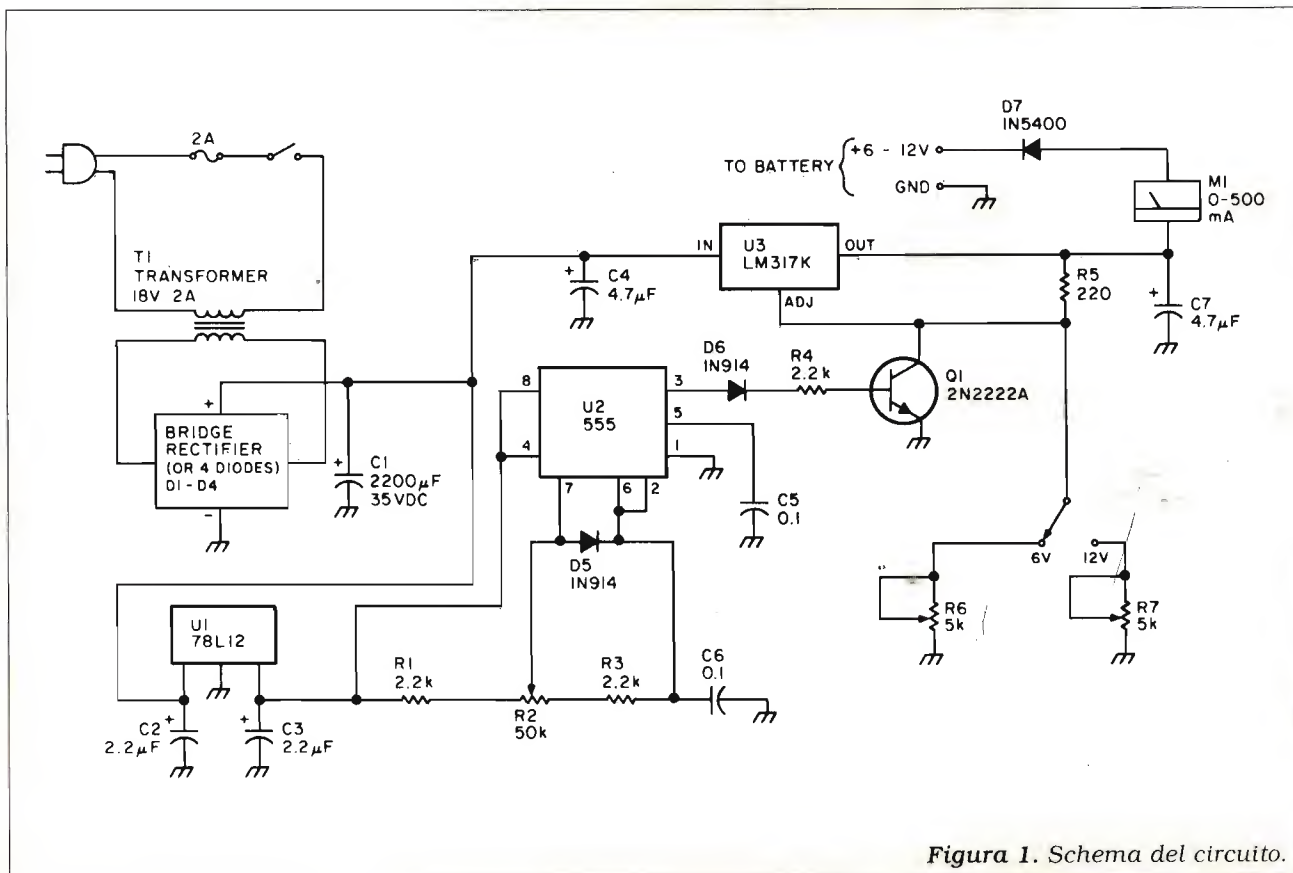 2A
T1
TRANSFORMER
18V 2A
+
BRIDGE
RECTIFIER
(OR 4 DIODES)
D1-D4
-
+
C1
2200µF
35VDC
U1
78L12
+
C2
2.2µF
+
C3
2.2µF
R1
2.2k
R2
50k
R3
2.2k
C6
0.1
+
C4
4.7µF
IN
U3
LM317K
OUT
ADJ
8
4
U2
555
3
5
1
7
6
2
D5
IN914
D6
IN914
R4
2.2k
C5
0.1
Q1
2N2222A
TO BATTERY
+6 - 12V
GND
D7
IN5400
M1
0-500
mA
R5
220
+
C7
4.7µF
6V
12V
R6
5k
R7
5k
Figura 1. Schema del circuito.